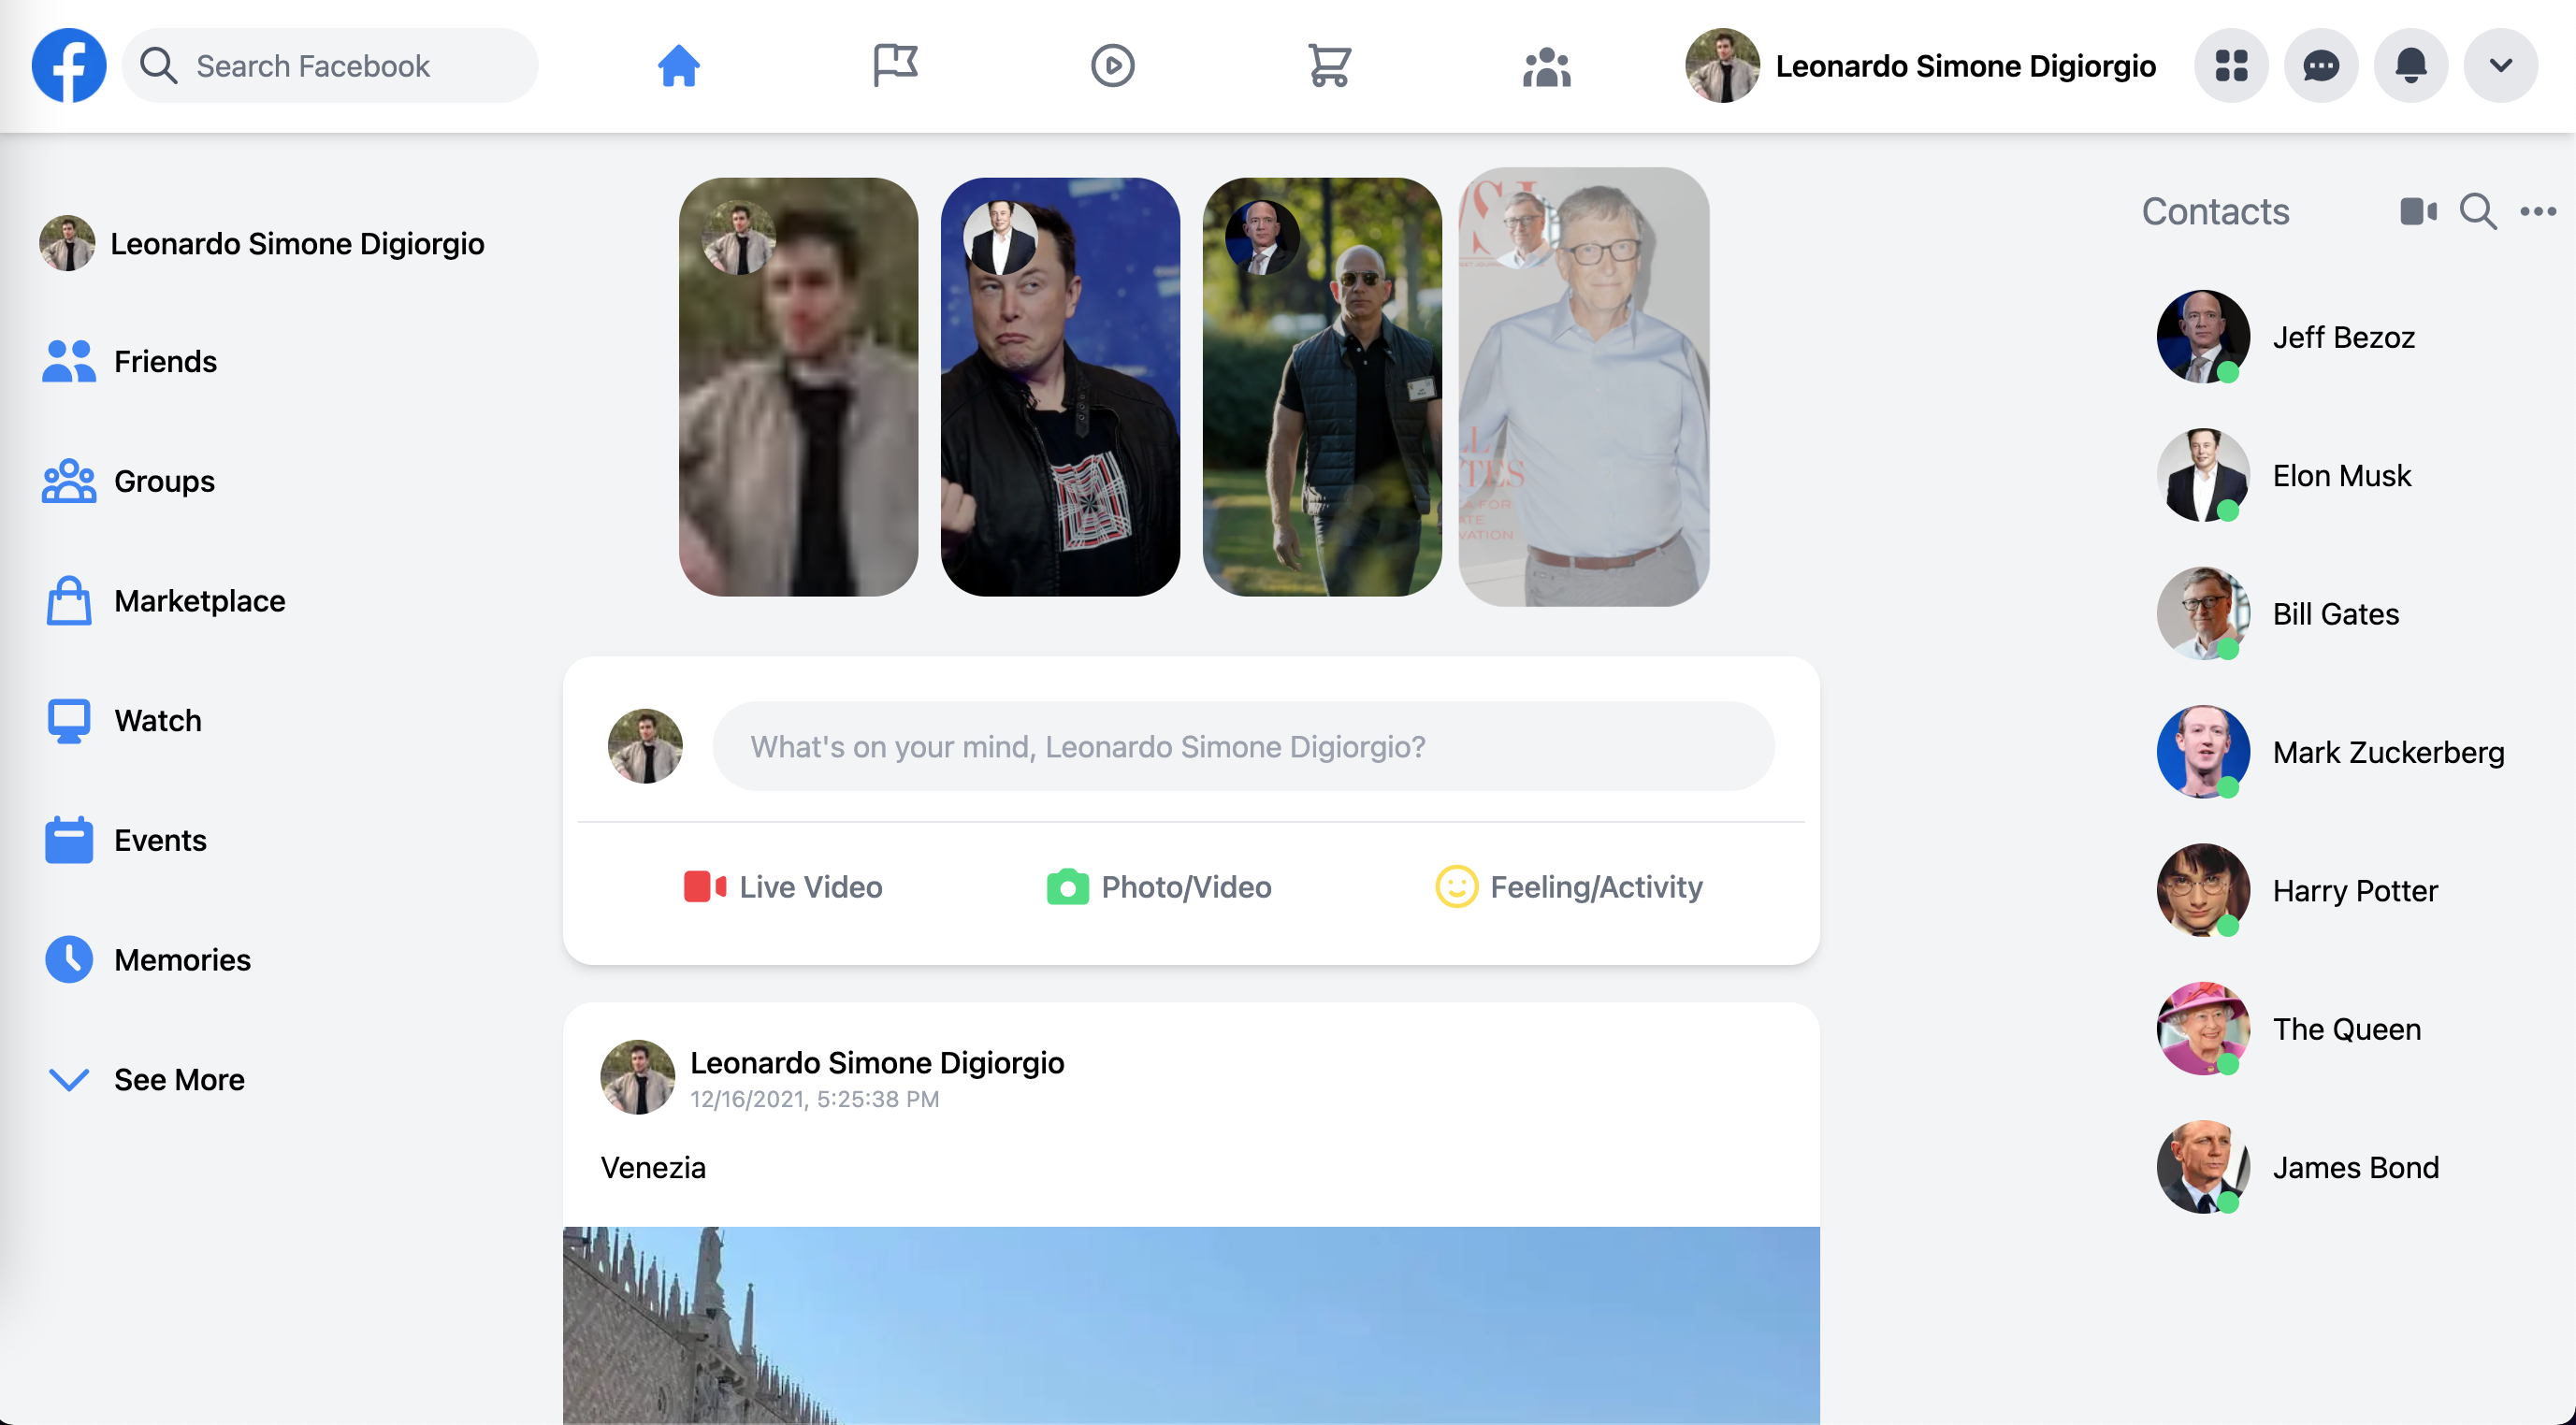 Search Facebook
Leonardo Simone Digiorgio
Leonardo Simone Digiorgio
Friends
Groups
Marketplace
Watch
Events
Memories
See More
What's on your mind, Leonardo Simone Digiorgio?
Live Video
Photo/Video
Feeling/Activity
Leonardo Simone Digiorgio
12/16/2021, 5:25:38 PM
Venezia
Contacts
Jeff Bezoz
Elon Musk
Bill Gates
Mark Zuckerberg
Harry Potter
The Queen
James Bond